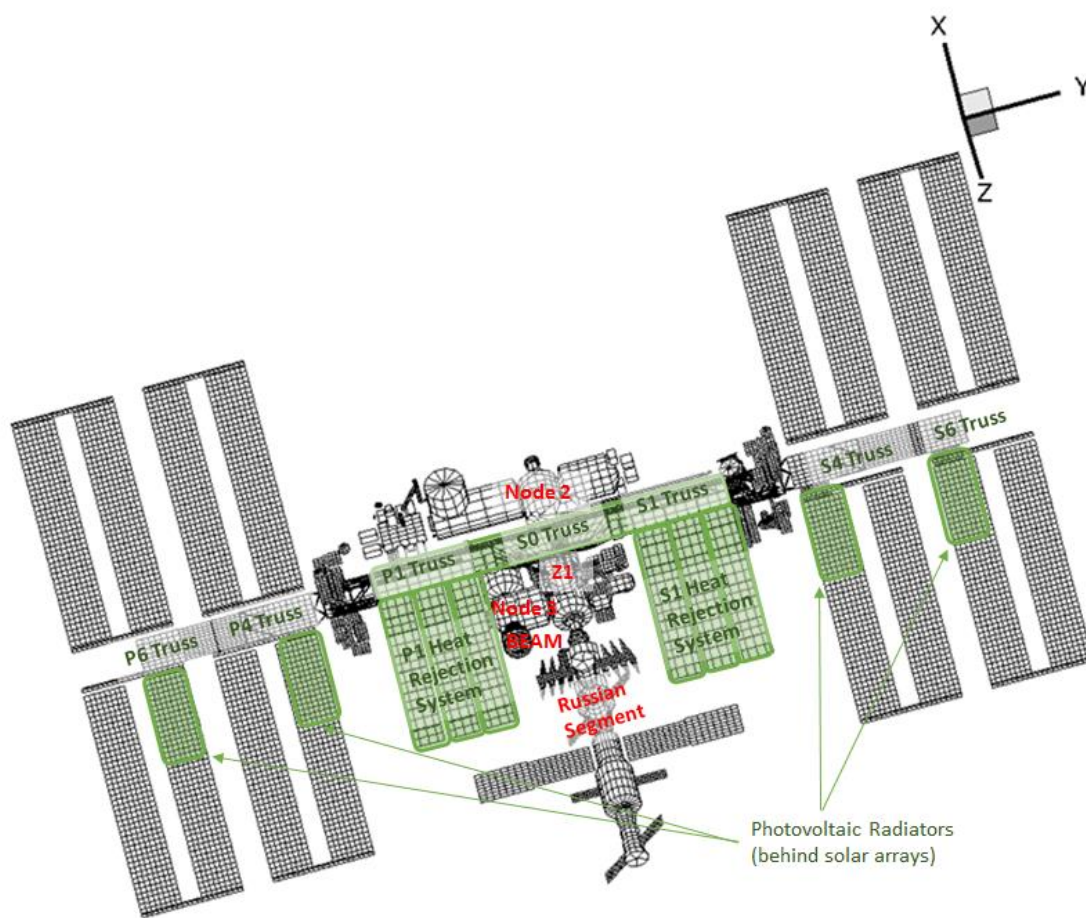 X
Y
Z
S6 Truss
S4 Truss
Node 2
S1 Truss
S0 Truss
P1 Truss
Z1
Node 3
BEAM
S1 Heat
Rejection
System
P1 Heat
Rejection
System
P4 Truss
P6 Truss
Russian
Segment
Photovoltaic Radiators
(behind solar arrays)